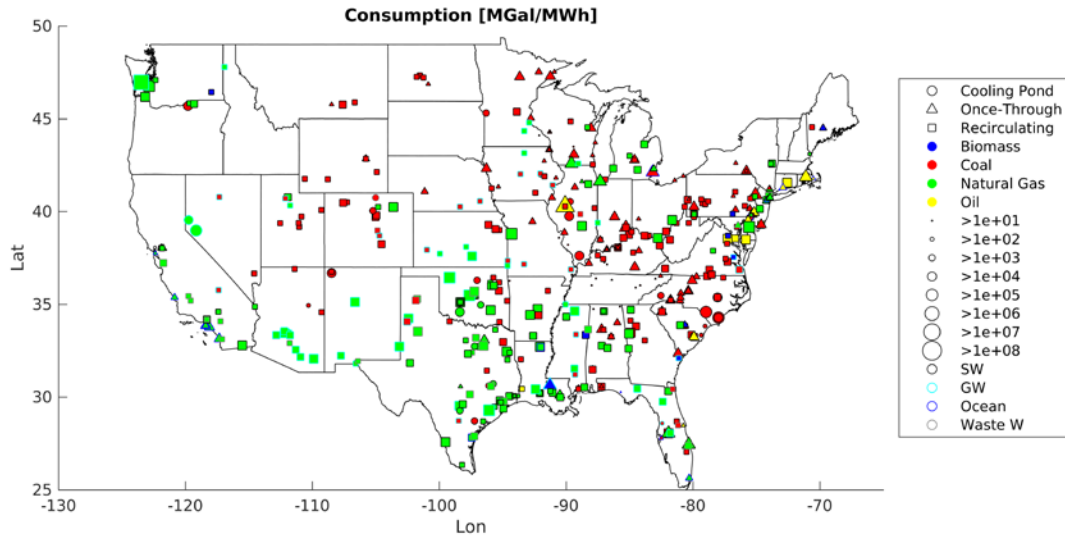 Consumption [MGal/MWh]
50
45
40
35
30
25
Lat
-130
-120
-110
-100
-90
-80
-70
Lon
Cooling Pond
Once-Through
Recirculating
Biomass
Coal
Natural Gas
Oil
>1e+01
>1e+02
>1e+03
>1e+04
>1e+05
>1e+06
>1e+07
>1e+08
SW
GW
Ocean
Waste W